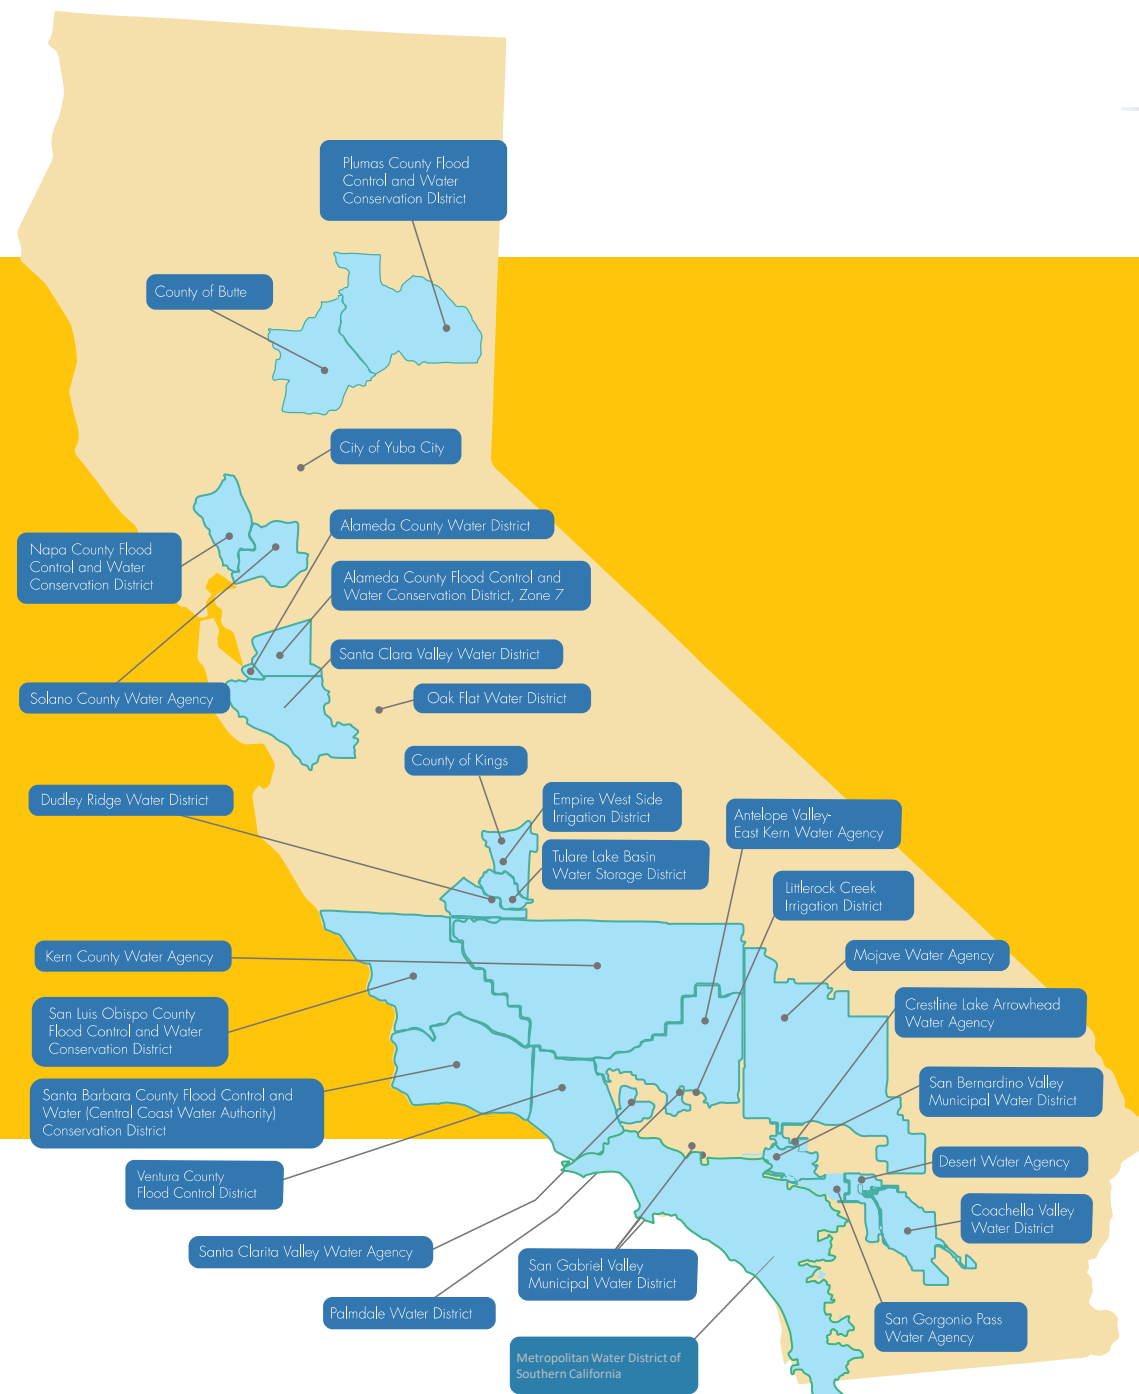 Plumas County Flood
Control and Water
Conservation District
County of Butte
City of Yuba City
Alameda County Water District
Napa County Flood
Control and Water
Conservation District
Alameda County Flood Control and
Water Conservation District, Zone 7
Santa Clara Valley Water District
Solano County Water Agency
Oak Flat Water District
County of Kings
Dudley Ridge Water District
Empire West Side
Irrigation District
Antelope Valley-
East Kern Water Agency
Tulare Lake Basin
Water Storage District
Littlerock Creek
Irrigation District
Kern County Water Agency
Mojave Water Agency
San Luis Obispo County
Flood Control and Water
Conservation District
Crestline Lake Arrowhead
Water Agency
Santa Barbara County Flood Control and
Water (Central Coast Water Authority)
Conservation District
San Bernardino Valley
Municipal Water District
Ventura County
Flood Control District
Desert Water Agency
Coachella Valley
Water District
Santa Clarita Valley Water Agency
San Gabriel Valley
Municipal Water District
Palmdale Water District
San Gorgonio Pass
Water Agency
Metropolitan Water District of
Southern California